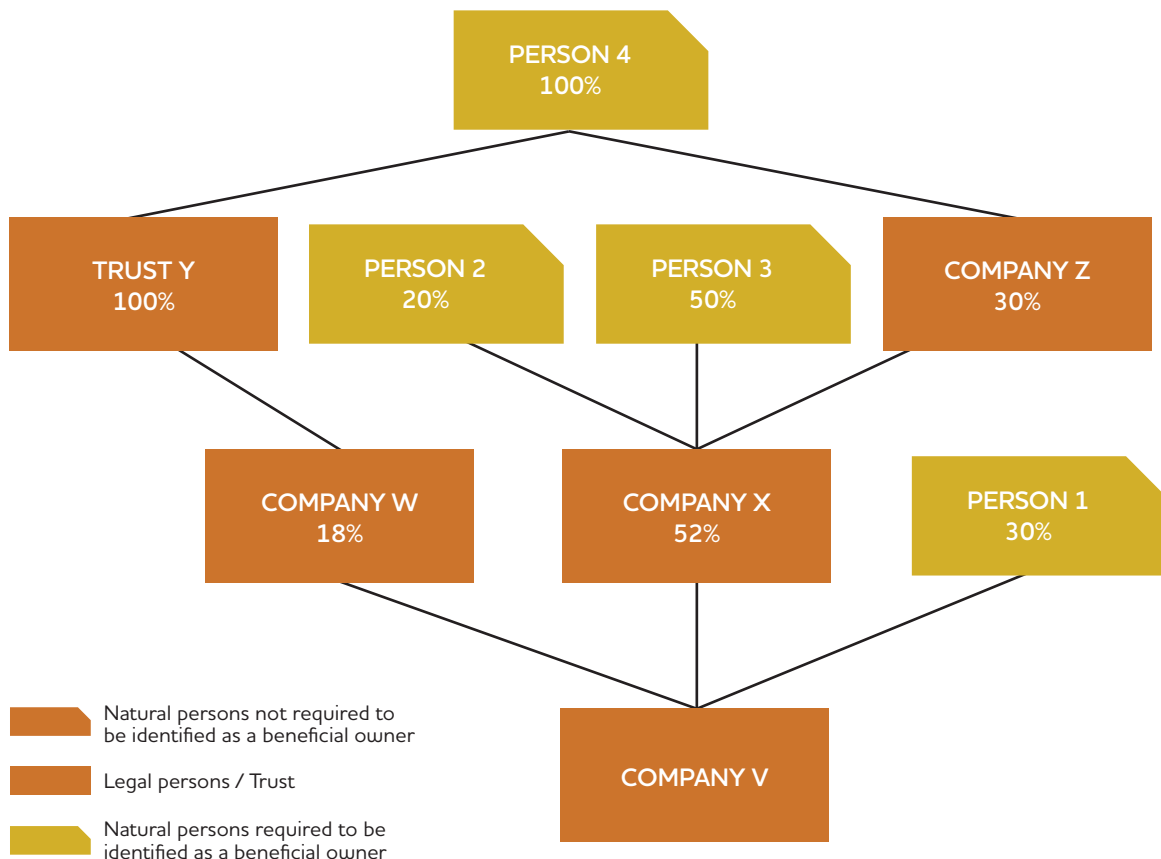 PERSON 4
100%
TRUST Y
100%
PERSON 2
20%
PERSON 3
50%
COMPANY Z
30%
COMPANY W
18%
COMPANY X
52%
PERSON 1
30%
COMPANY V
Natural persons not required to
be identified as a beneficial owner
Legal persons / Trust
Natural persons required to be
identified as a beneficial owner